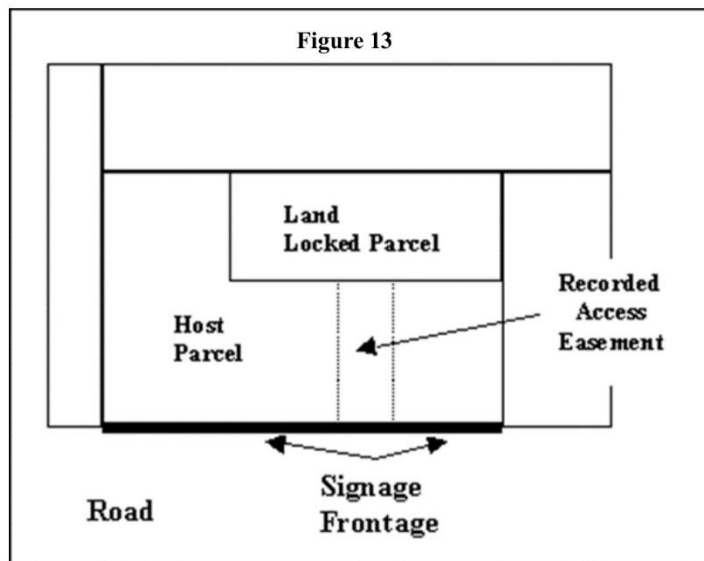 Figure 13
Land
Locked Parcel
Recorded
Access
Easement
Host
Parcel
Signage
Frontage
Road